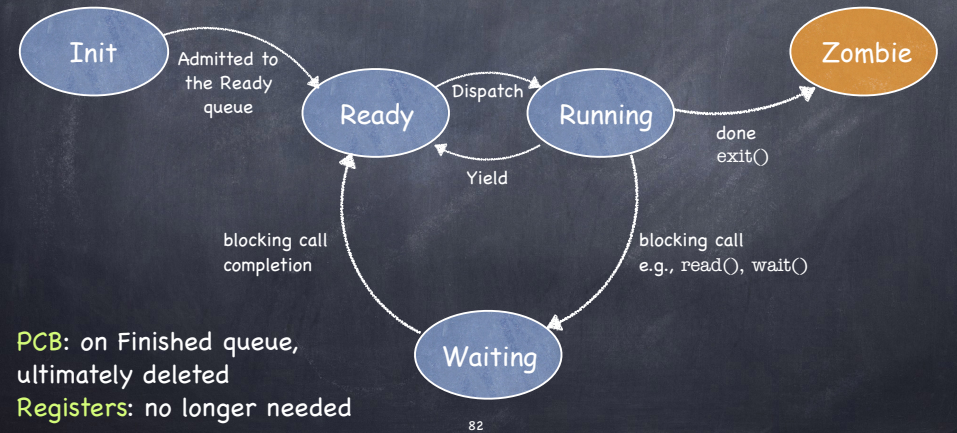 Init
Zombie
Admitted to
the Ready
queue
Ready
Dispatch
Running
Yield
done
exit()
blocking call
completion
blocking call
e.g., read(), wait()
Waiting
PCB: on Finished queue,
ultimately deleted
Registers: no longer needed
82